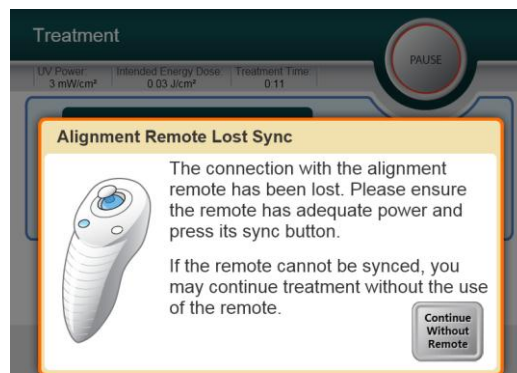 Treatment
PAUSE
UV Power: Intended Energy Dose: Treatment Time:
3 mW/cm² 0.03 J/cm² 0:11
Alignment Remote Lost Sync
The connection with the alignment
remote has been lost. Please ensure
the remote has adequate power and
press its sync button.
If the remote cannot be synced, you
may continue treatment without the use
of the remote.
Continue
Without
Remote